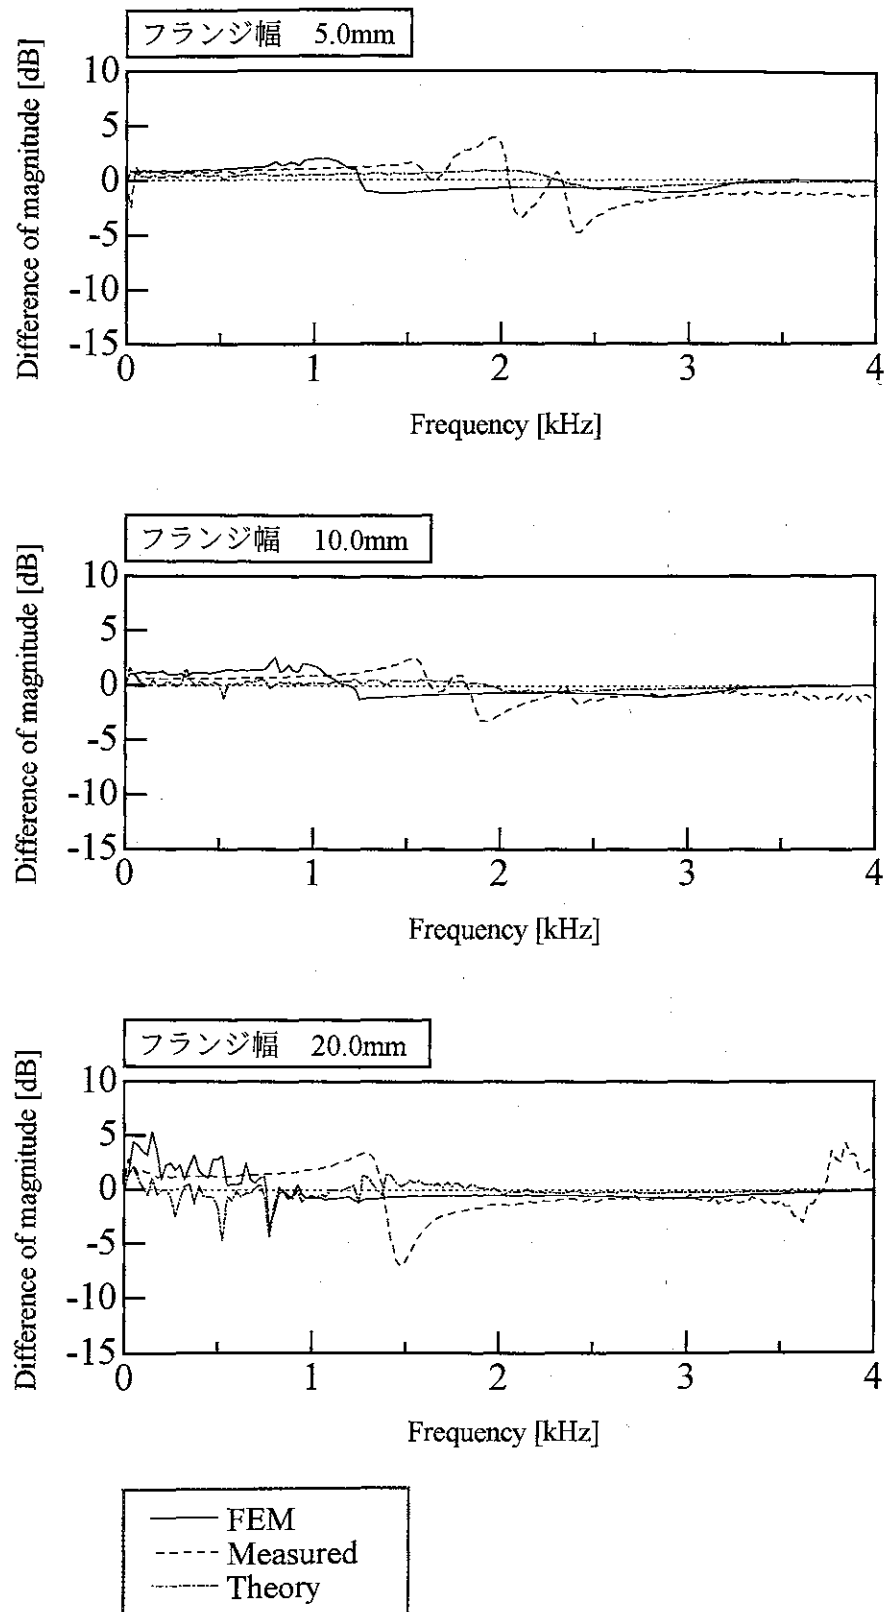 フランジ幅 5.0mm
Difference of magnitude [dB]
10
5
0
-5
-10
-15
0 1 2 3 4
Frequency [kHz]
フランジ幅 10.0mm
Difference of magnitude [dB]
10
5
0
-5
-10
-15
0 1 2 3 4
Frequency [kHz]
フランジ幅 20.0mm
Difference of magnitude [dB]
10
5
0
-5
-10
-15
0 1 2 3 4
Frequency [kHz]
FEM
Measured
Theory